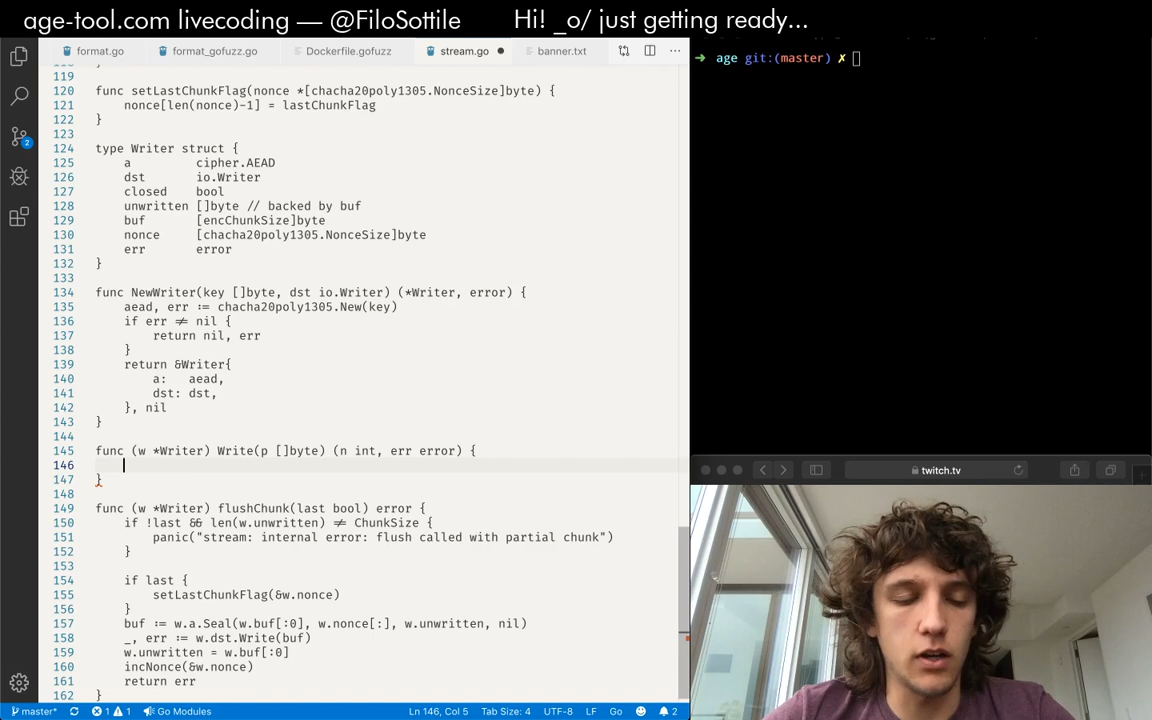 age-tool.com livecoding — @FiloSottile
Hi! _o/ just getting ready...
format.go
format_gofuzz.go
Dockerfile.gofuzz
stream.go
banner.txt
119
120 func setLastChunkFlag(nonce *[chacha20poly1305.NonceSize]byte) {
121 nonce[len(nonce)-1] = lastChunkFlag
122 }
123
124 type Writer struct {
125 a cipher.AEAD
126 dst io.Writer
127 closed bool
128 unwritten []byte // backed by buf
129 buf [encChunkSize]byte
130 nonce [chacha20poly1305.NonceSize]byte
131 err error
132 }
133
134 func NewWriter(key []byte, dst io.Writer) (*Writer, error) {
135 aead, err := chacha20poly1305.New(key)
136 if err ≠ nil {
137 return nil, err
138 }
139 return &Writer{
140 a: aead,
141 dst: dst,
142 }, nil
143 }
144
145 func (w *Writer) Write(p []byte) (n int, err error) {
146
147 }
148
149 func (w *Writer) flushChunk(last bool) error {
150 if !last && len(w.unwritten) ≠ ChunkSize {
151 panic("stream: internal error: flush called with partial chunk")
152 }
153
154 if last {
155 setLastChunkFlag(&w.nonce)
156 }
157 buf := w.a.Seal(w.buf[:0], w.nonce[:], w.unwritten, nil)
158 _, err := w.dst.Write(buf)
159 w.unwritten = w.buf[:0]
160 incNonce(&w.nonce)
161 return err
162 }
2
master* 1 1 Go Modules Ln 146, Col 5 Tab Size: 4 UTF-8 LF Go 2
➜ age git:(master) ✗
twitch.tv